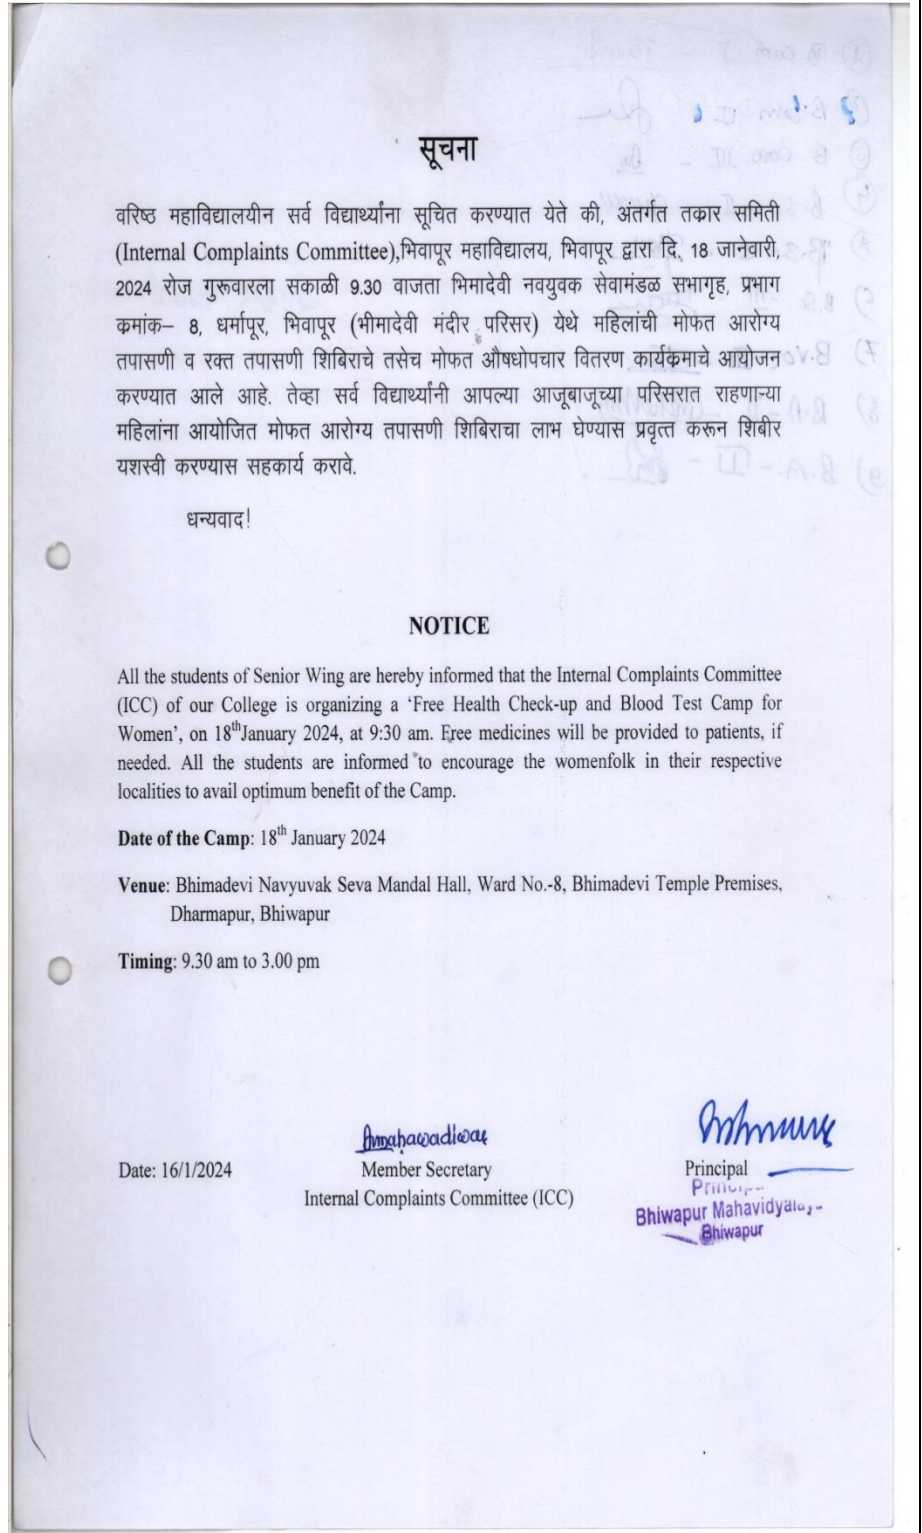 सूचना
वरिष्ठ महाविद्यालयीन सर्व विद्यार्थ्यांना सूचित करण्यात येते की, अंतर्गत तकार समिती
(Internal Complaints Committee),भिवापूर महाविद्यालय, भिवापूर द्वारा दि. 18 जानेवारी,
2024 रोज गुरूवारला सकाळी 9.30 वाजता भिमादेवी नवयुवक सेवामंडळ सभागृह, प्रभाग
कमांक– 8, धर्मापूर, भिवापूर (भीमादेवी मंदीर परिसर) येथे महिलांची मोफत आरोग्य
तपासणी व रक्त तपासणी शिबिराचे तसेच मोफत औषधोपचार वितरण कार्यकमाचे आयोजन
करण्यात आले आहे. तेव्हा सर्व विद्यार्थ्यांनी आपल्या आजूबाजूच्या परिसरात राहणाऱ्या
महिलांना आयोजित मोफत आरोग्य तपासणी शिबिराचा लाभ घेण्यास प्रवृत्त करून शिबीर
यशस्वी करण्यास सहकार्य करावे.
धन्यवाद!
NOTICE
All the students of Senior Wing are hereby informed that the Internal Complaints Committee
(ICC) of our College is organizing a ‘Free Health Check-up and Blood Test Camp for
Women’, on 18th January 2024, at 9:30 am. Free medicines will be provided to patients, if
needed. All the students are informed to encourage the womenfolk in their respective
localities to avail optimum benefit of the Camp.
Date of the Camp: 18th January 2024
Venue: Bhimadevi Navyuvak Seva Mandal Hall, Ward No.-8, Bhimadevi Temple Premises,
Dharmapur, Bhiwapur
Timing: 9.30 am to 3.00 pm
Date: 16/1/2024 Member Secretary Principal
Internal Complaints Committee (ICC)
Bhiwapur Mahavidyalaya
Bhiwapur